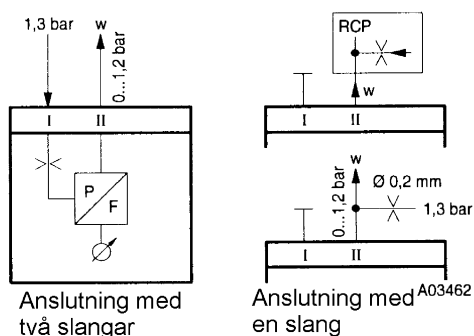 1,3 bar
w
0...1,2 bar
I
II
P
F
Anslutning med
två slangar
RCP
w
I
II
w
0...1,2 bar
Ø 0,2 mm
1,3 bar
I
II
Anslutning med
en slang
A03462